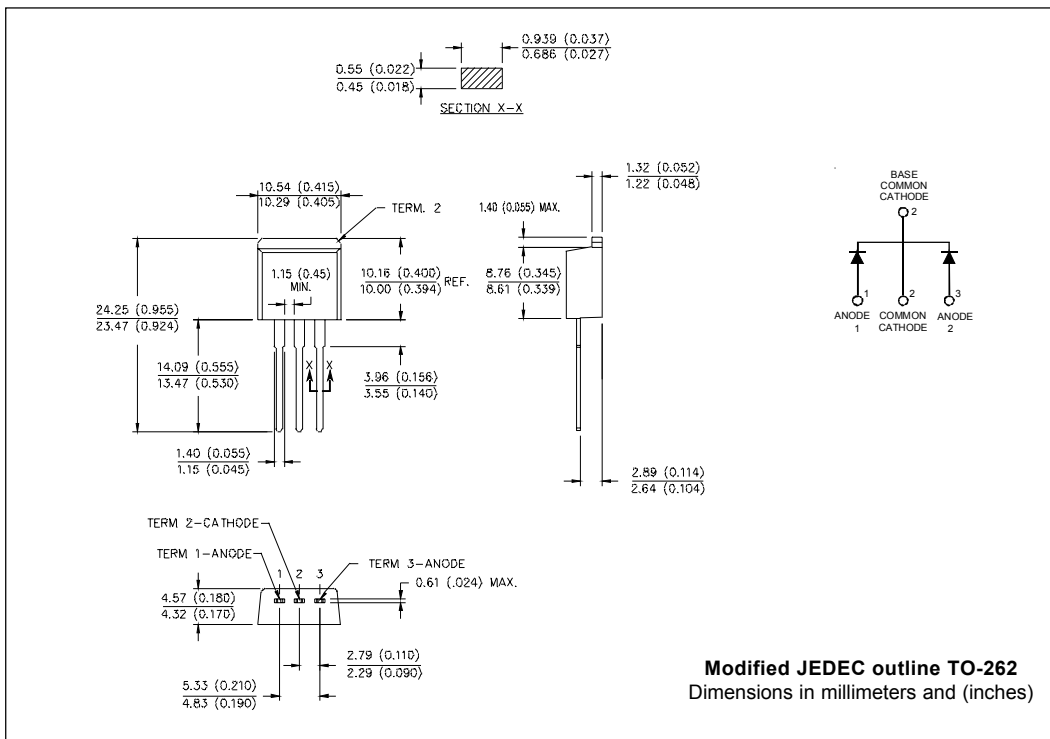 0.939 (0.037)
0.686 (0.027)
0.55 (0.022)
0.45 (0.018)
SECTION X-X
10.54 (0.415)
10.29 (0.405)
TERM. 2
1.15 (0.45)
MIN.
10.16 (0.400)
10.00 (0.394)
REF.
24.25 (0.955)
23.47 (0.924)
14.09 (0.555)
13.47 (0.530)
X X
3.96 (0.156)
3.55 (0.140)
1.40 (0.055)
1.15 (0.045)
1.32 (0.052)
1.22 (0.048)
1.40 (0.055) MAX.
8.76 (0.345)
8.61 (0.339)
2.89 (0.114)
2.64 (0.104)
BASE
COMMON
CATHODE
2
1 2 3
ANODE COMMON ANODE
1 CATHODE 2
TERM 2-CATHODE
TERM 1-ANODE
TERM 3-ANODE
1 2 3
0.61 (.024) MAX.
4.57 (0.180)
4.32 (0.170)
2.79 (0.110)
2.29 (0.090)
5.33 (0.210)
4.83 (0.190)
Modified JEDEC outline TO-262
Dimensions in millimeters and (inches)